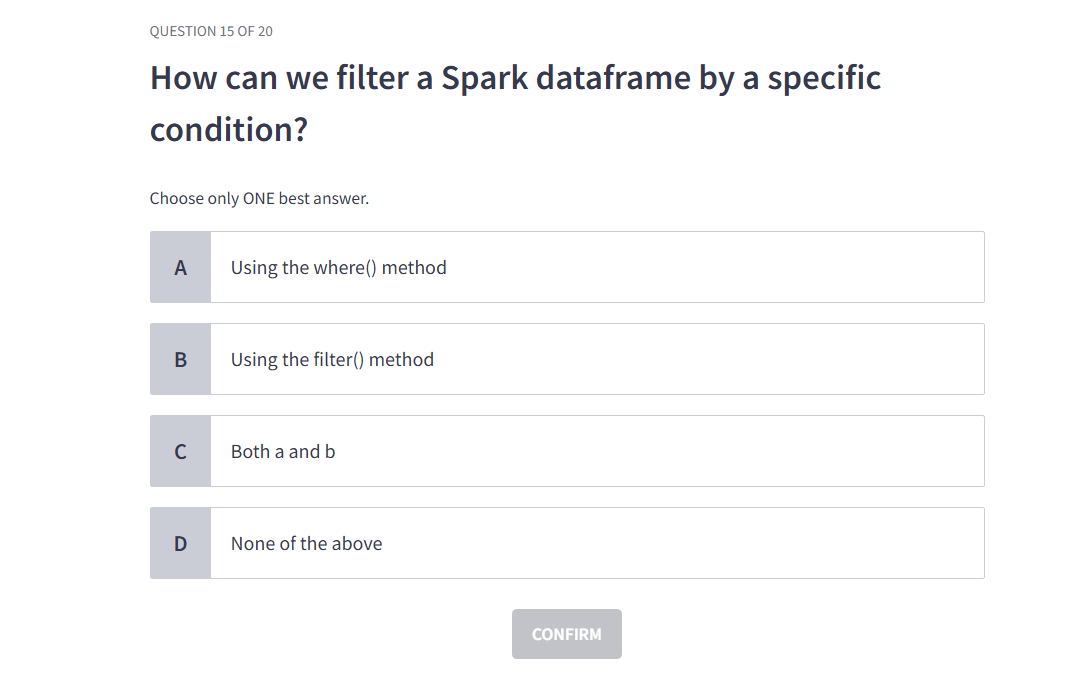 QUESTION 15 OF 20
How can we filter a Spark dataframe by a specific
condition?
Choose only ONE best answer.
A Using the where() method
B Using the filter() method
C Both a and b
D None of the above
CONFIRM